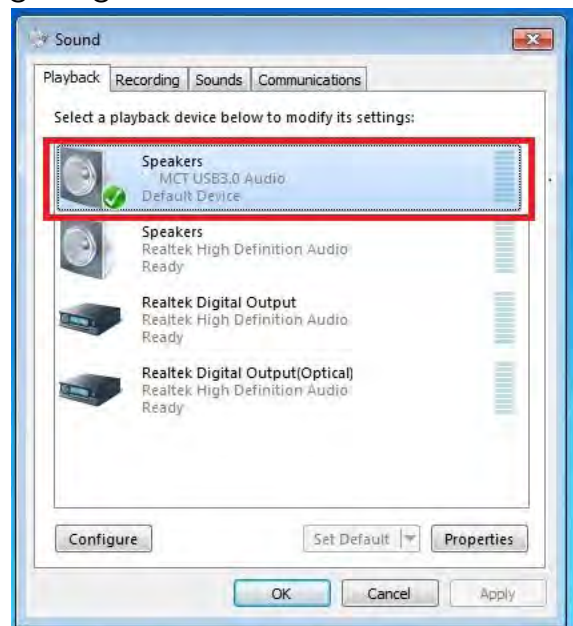 Sound
Playback Recording Sounds Communications
Select a playback device below to modify its settings:
Speakers
MCT USB3.0 Audio
Default Device
Speakers
Realtek High Definition Audio
Ready
Realtek Digital Output
Realtek High Definition Audio
Ready
Realtek Digital Output(Optical)
Realtek High Definition Audio
Ready
Configure Set Default Properties
OK Cancel Apply